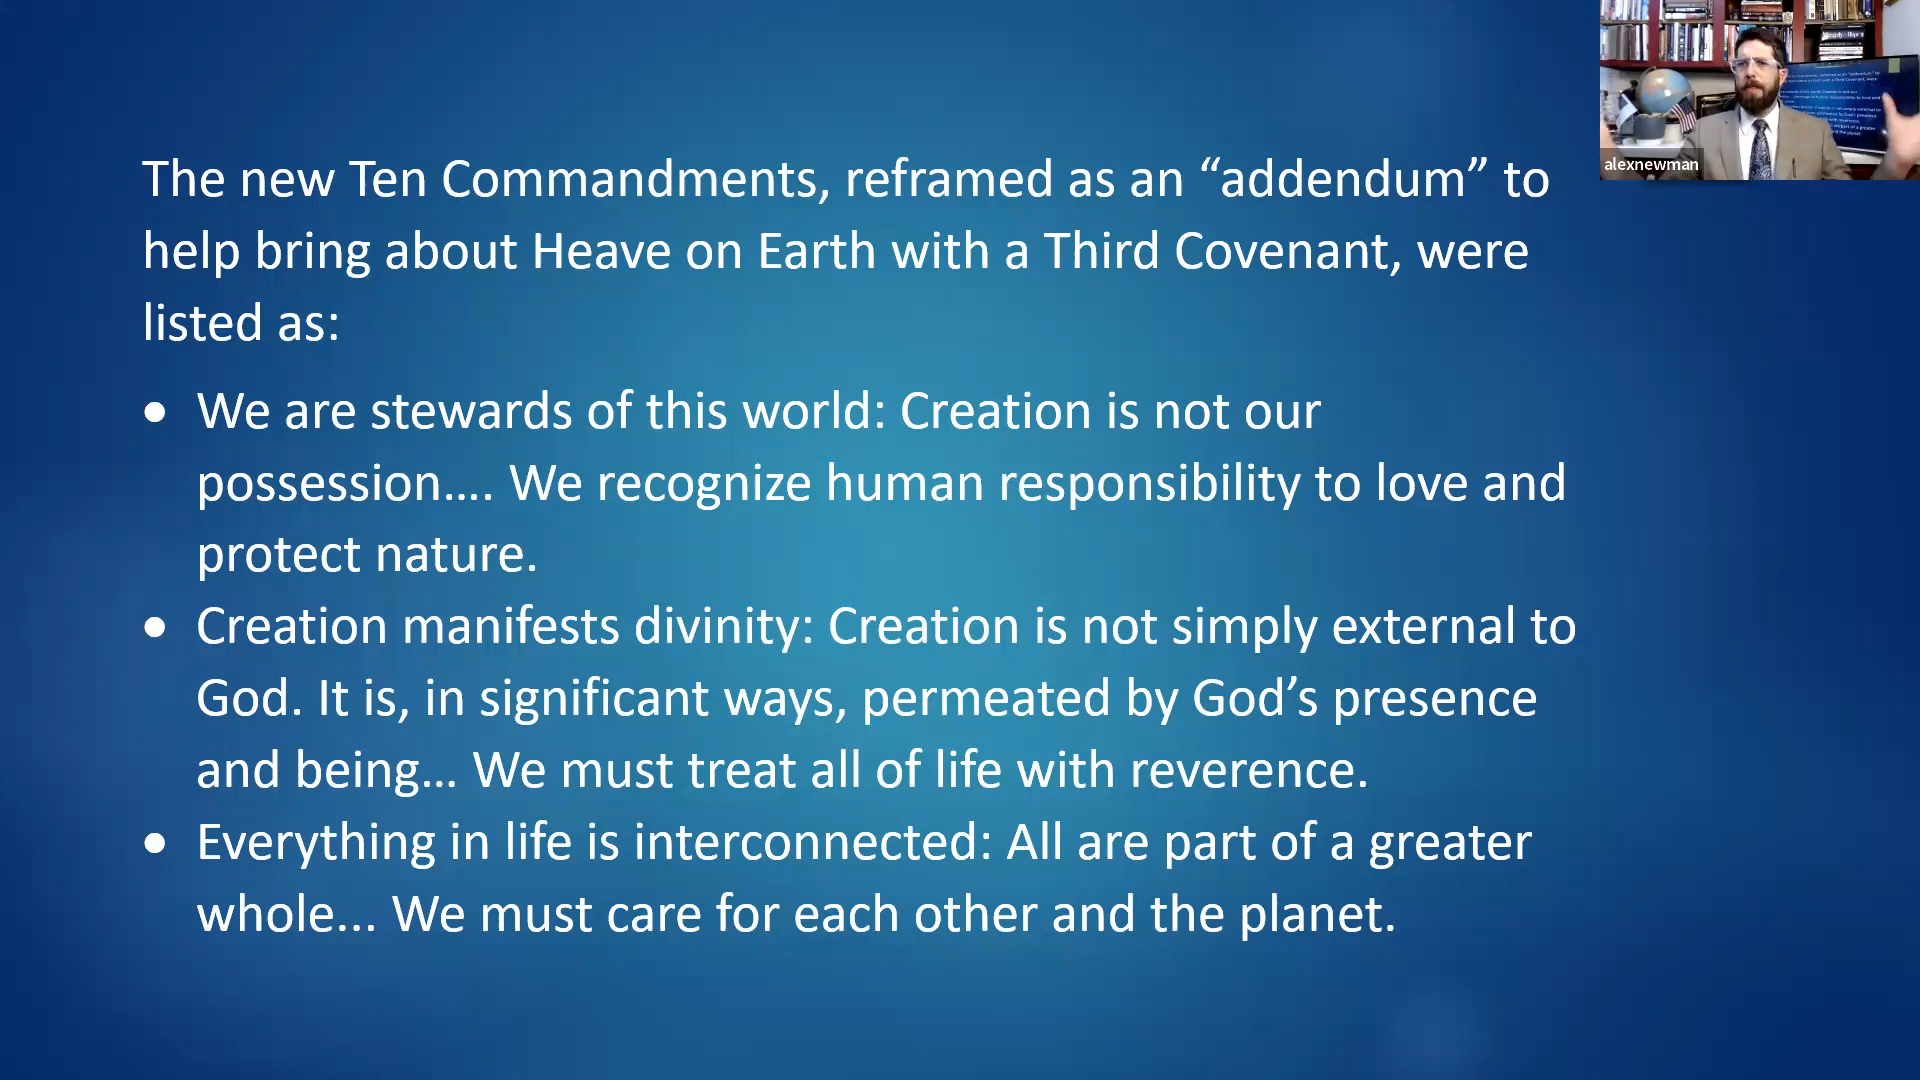 The new Ten Commandments, reframed as an “addendum” to
help bring about Heave on Earth with a Third Covenant, were
listed as:
• We are stewards of this world: Creation is not our
possession…. We recognize human responsibility to love and
protect nature.
• Creation manifests divinity: Creation is not simply external to
God. It is, in significant ways, permeated by God’s presence
and being… We must treat all of life with reverence.
• Everything in life is interconnected: All are part of a greater
whole... We must care for each other and the planet.
alexnewman